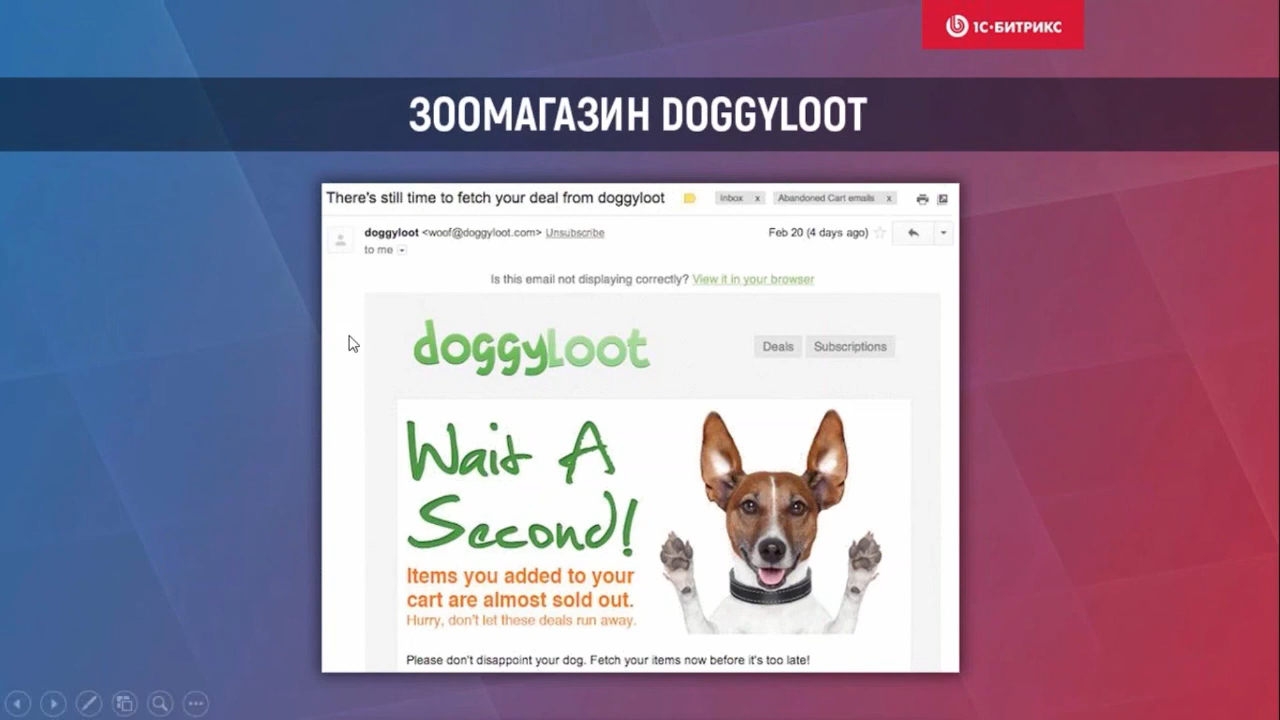 1С-БИТРИКС
ЗООМАГАЗИН DOGGYLOOT
There's still time to fetch your deal from doggyloot
Inbox x
Abandoned Cart emails x
doggyloot <woof@doggyloot.com> Unsubscribe
Feb 20 (4 days ago)
to me
Is this email not displaying correctly? View it in your browser
doggyloot
Deals
Subscriptions
Wait A
Second!
Items you added to your
cart are almost sold out.
Hurry, don't let these deals run away.
Please don't disappoint your dog. Fetch your items now before it's too late!